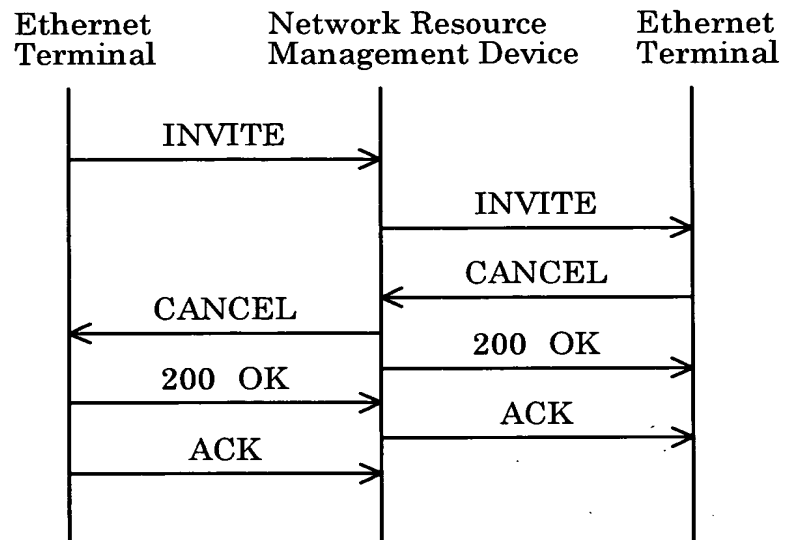 Ethernet
Terminal
Network Resource
Management Device
Ethernet
Terminal
INVITE
INVITE
CANCEL
CANCEL
200 OK
200 OK
ACK
ACK